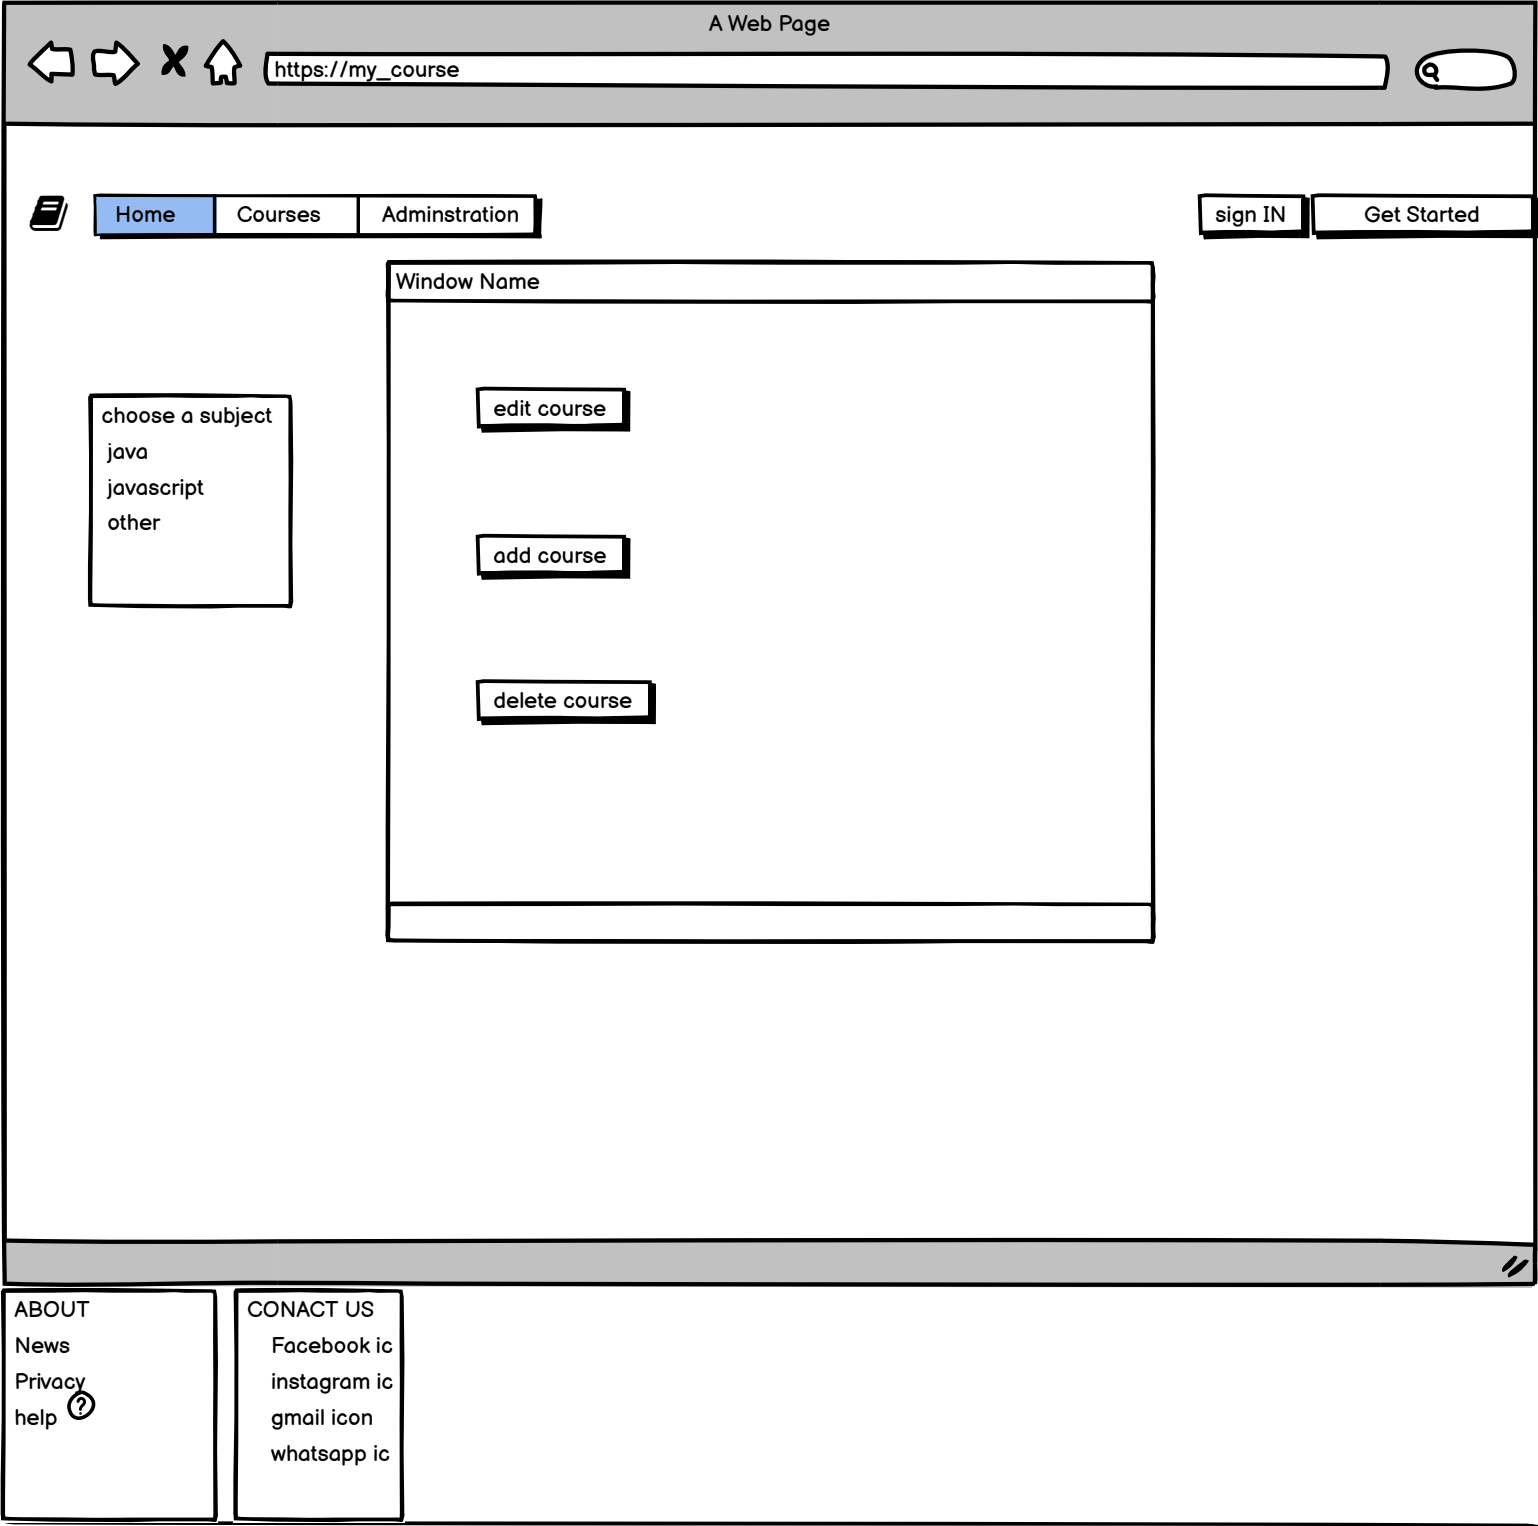 A Web Page
https://my_course
Home Courses Adminstration sign IN Get Started
Window Name
choose a subject
java
javascript
other
edit course
add course
delete course
ABOUT
News
Privacy
help ?
CONACT US
Facebook ic
instagram ic
gmail icon
whatsapp ic